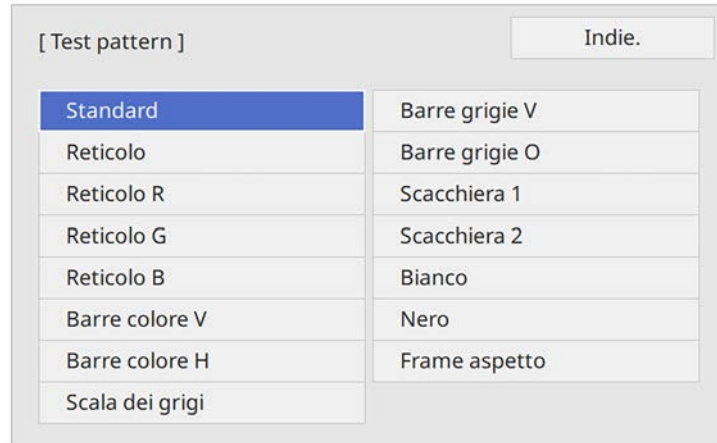 [ Test pattern ]
Indie.
Standard
Reticolo
Reticolo R
Reticolo G
Reticolo B
Barre colore V
Barre colore H
Scala dei grigi
Barre grigie V
Barre grigie O
Scacchiera 1
Scacchiera 2
Bianco
Nero
Frame aspetto